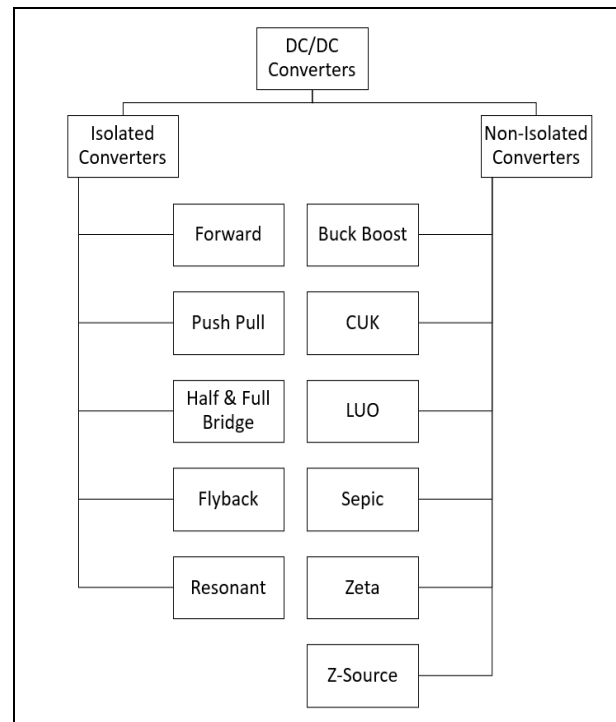 DC/DC
Converters
Isolated
Converters
Non-Isolated
Converters
Forward
Buck Boost
Push Pull
CUK
Half & Full
Bridge
LUO
Flyback
Sepic
Resonant
Zeta
Z-Source